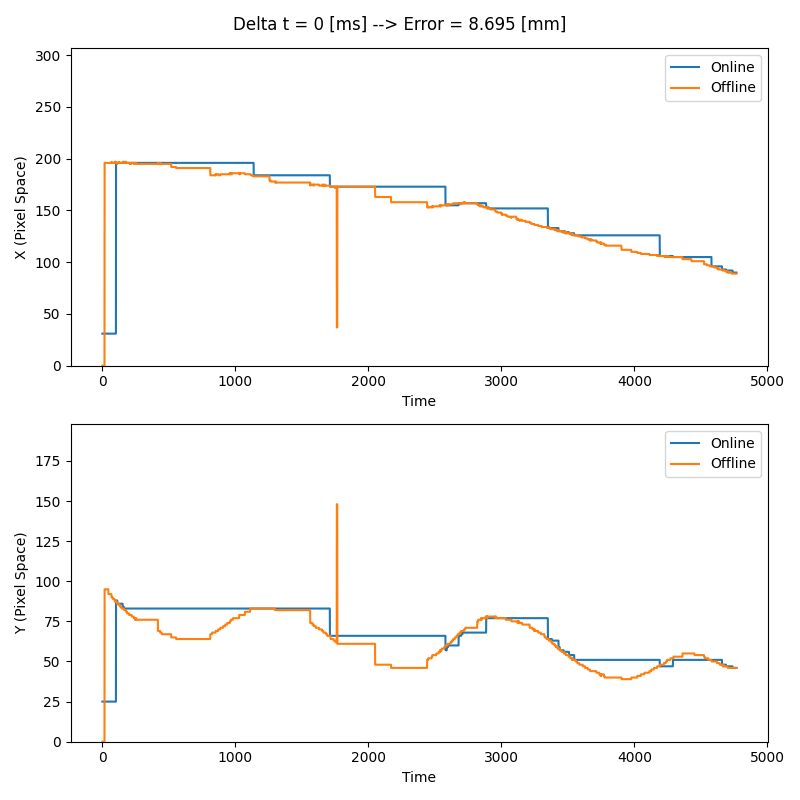 Delta t = 0 [ms] --> Error = 8.695 [mm]
300
250
200
150
100
50
0
X (Pixel Space)
Online
Offline
0 1000 2000 3000 4000 5000
Time
175
150
125
100
75
50
25
0
Y (Pixel Space)
Online
Offline
0 1000 2000 3000 4000 5000
Time